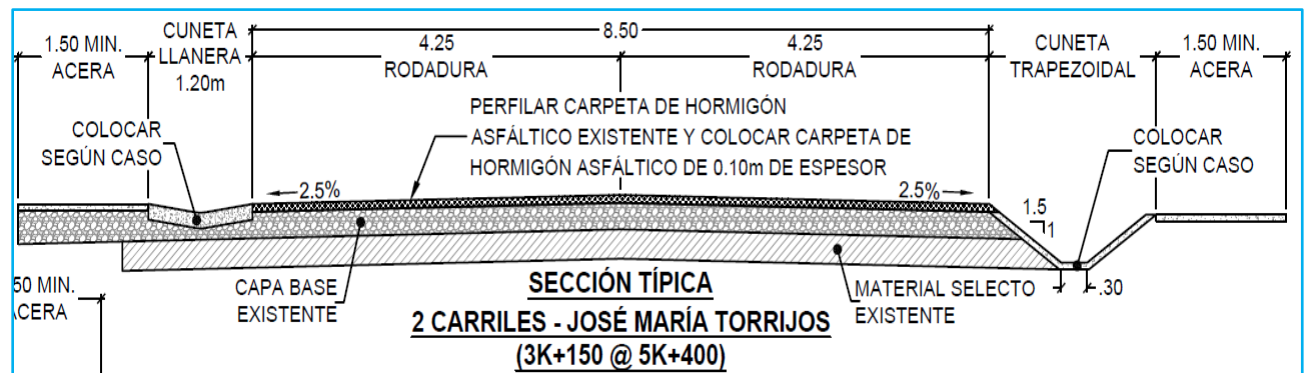 8.50
1.50 MIN.
ACERA
CUNETA
LLANERA
1.20m
4.25
RODADURA
4.25
RODADURA
CUNETA
TRAPEZOIDAL
1.50 MIN.
ACERA
COLOCAR
SEGÚN CASO
PERFILAR CARPETA DE HORMIGÓN
ASFÁLTICO EXISTENTE Y COLOCAR CARPETA DE
HORMIGÓN ASFÁLTICO DE 0.10m DE ESPESOR
COLOCAR
SEGÚN CASO
2.5%
2.5%
1.5
1
.30
50 MIN.
ACERA
CAPA BASE
EXISTENTE
MATERIAL SELECTO
EXISTENTE
SECCIÓN TÍPICA
2 CARRILES - JOSÉ MARÍA TORRIJOS
(3K+150 @ 5K+400)